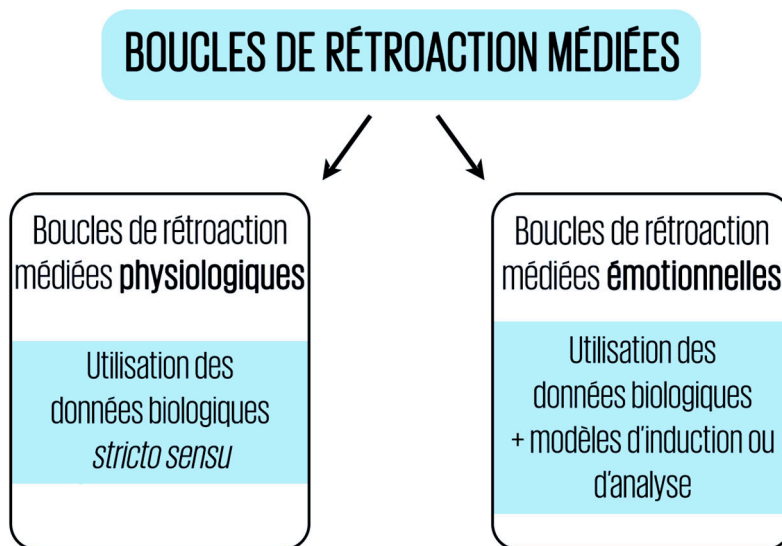 BOUCLES DE RÉTROACTION MÉDIÉES
Boucles de rétroaction
médiées physiologiques
Utilisation des
données biologiques
stricto sensu
Boucles de rétroaction
médiées émotionnelles
Utilisation des
données biologiques
+ modèles d'induction ou
d'analyse